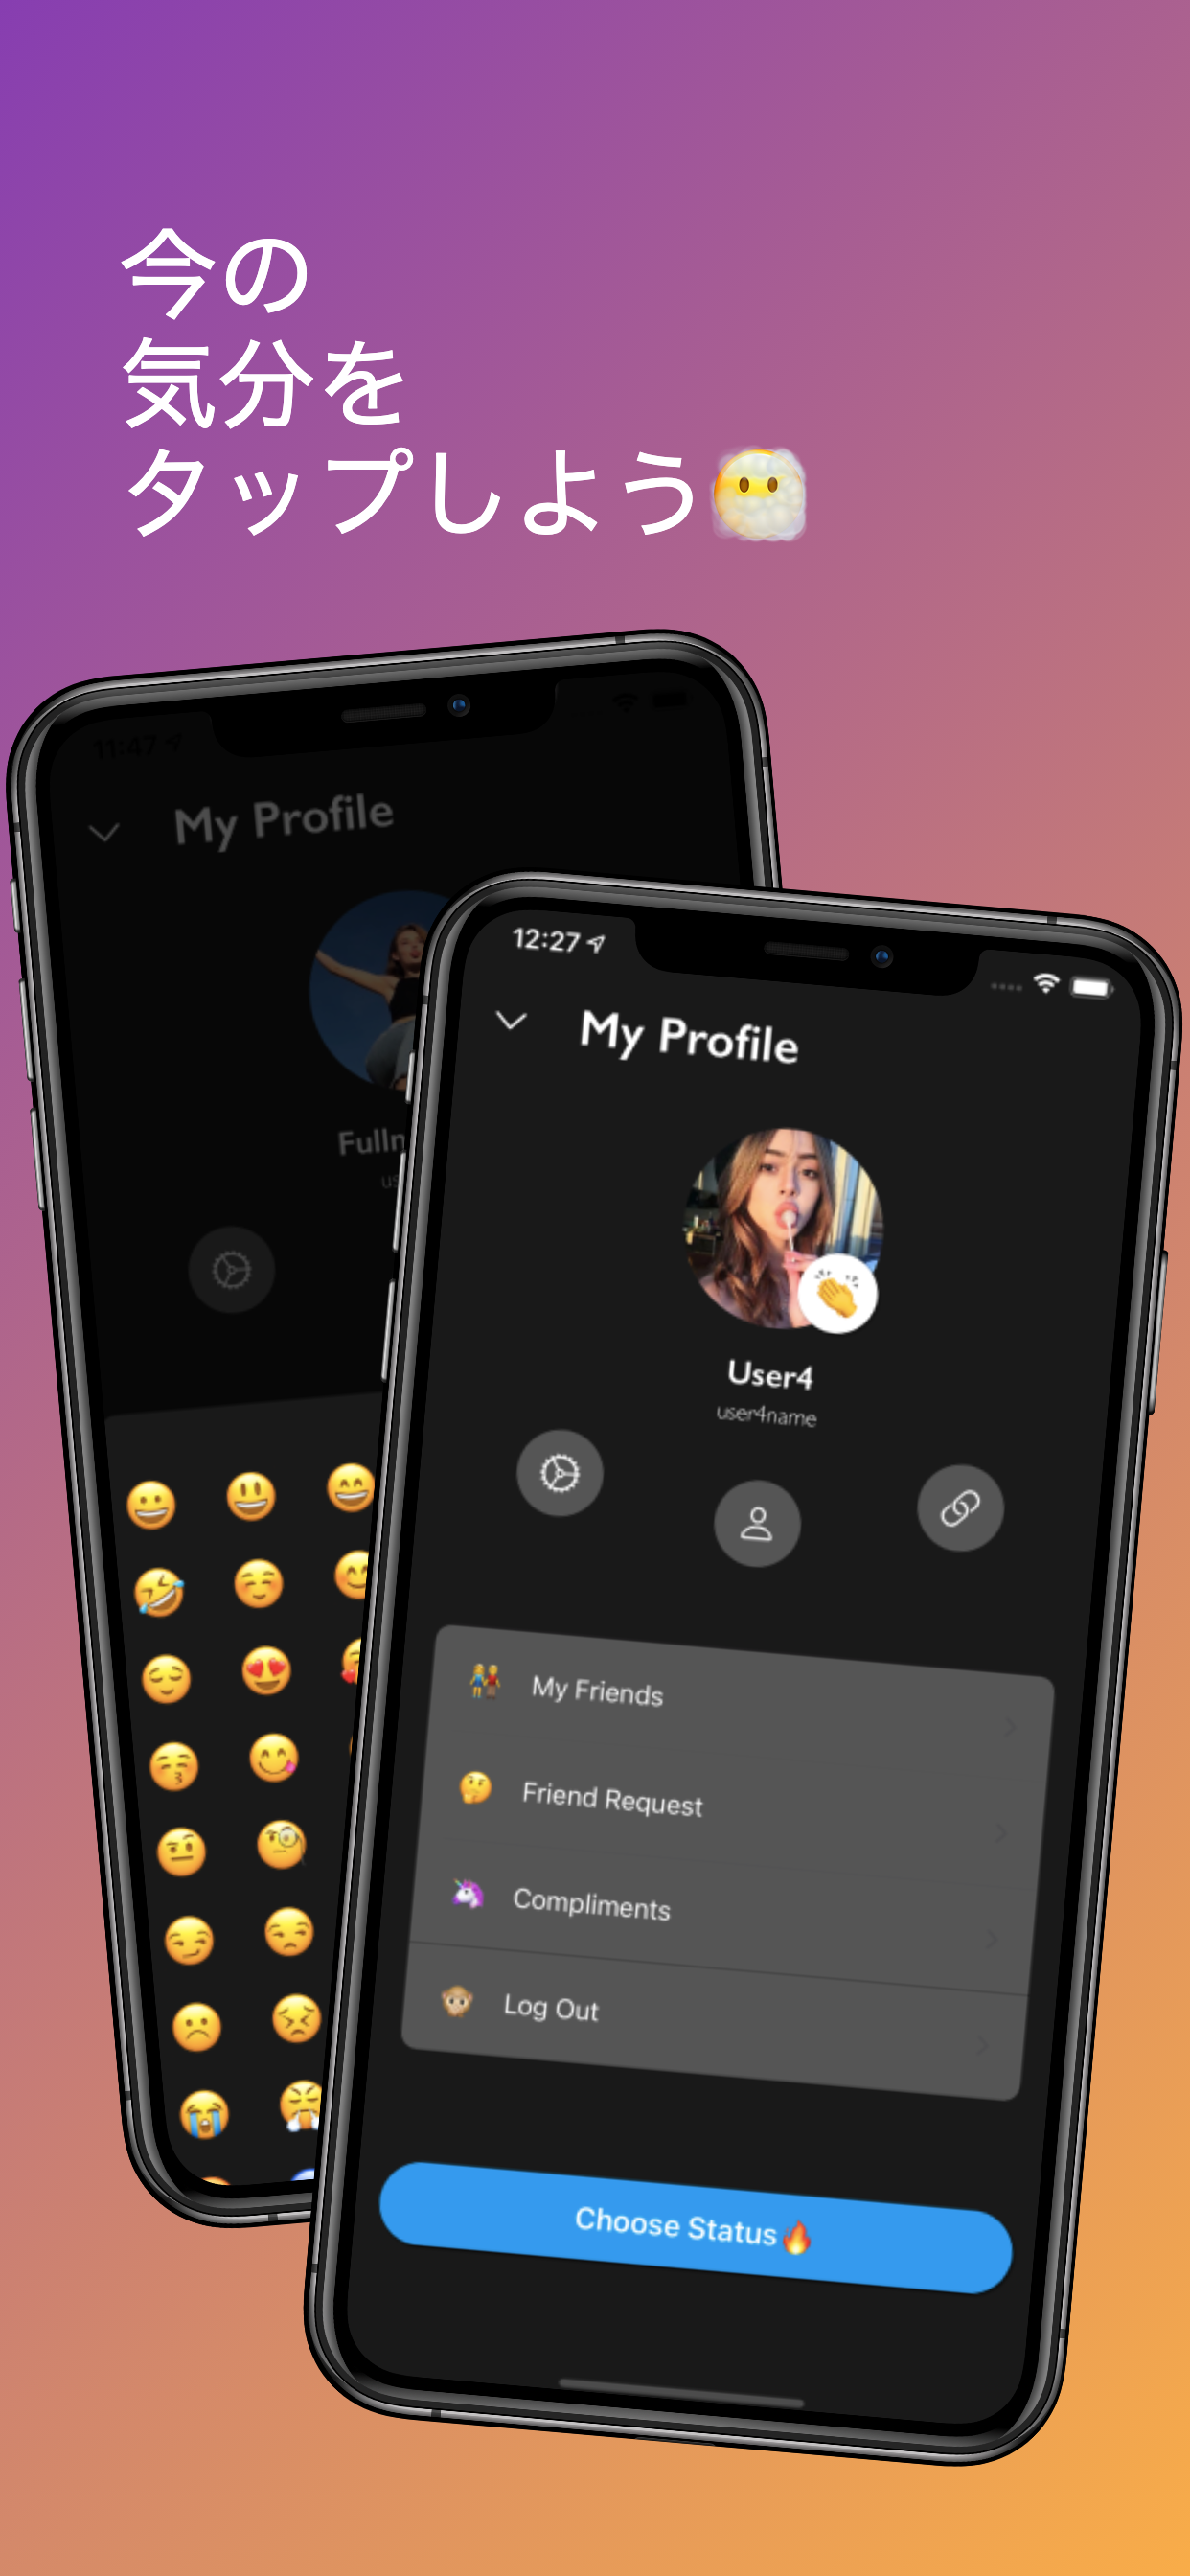 今の
気分を
タップしよう😶‍🌫️
11:47
My Profile
12:27
My Profile
User4
user4name
My Friends
Friend Request
Compliments
Log Out
Choose Status🔥